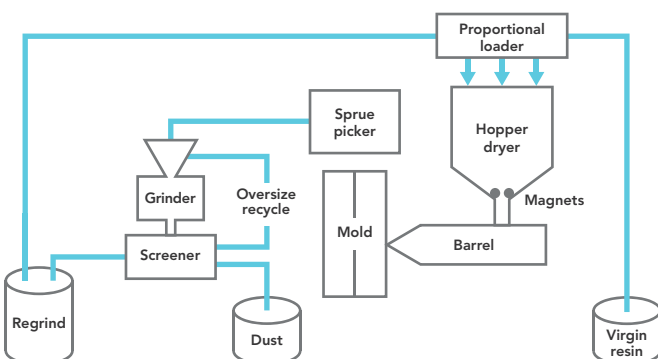 Proportional
loader
Sprue
picker
Hopper
dryer
Grinder
Oversize
recycle
Magnets
Mold
Barrel
Screener
Regrind
Dust
Virgin
resin